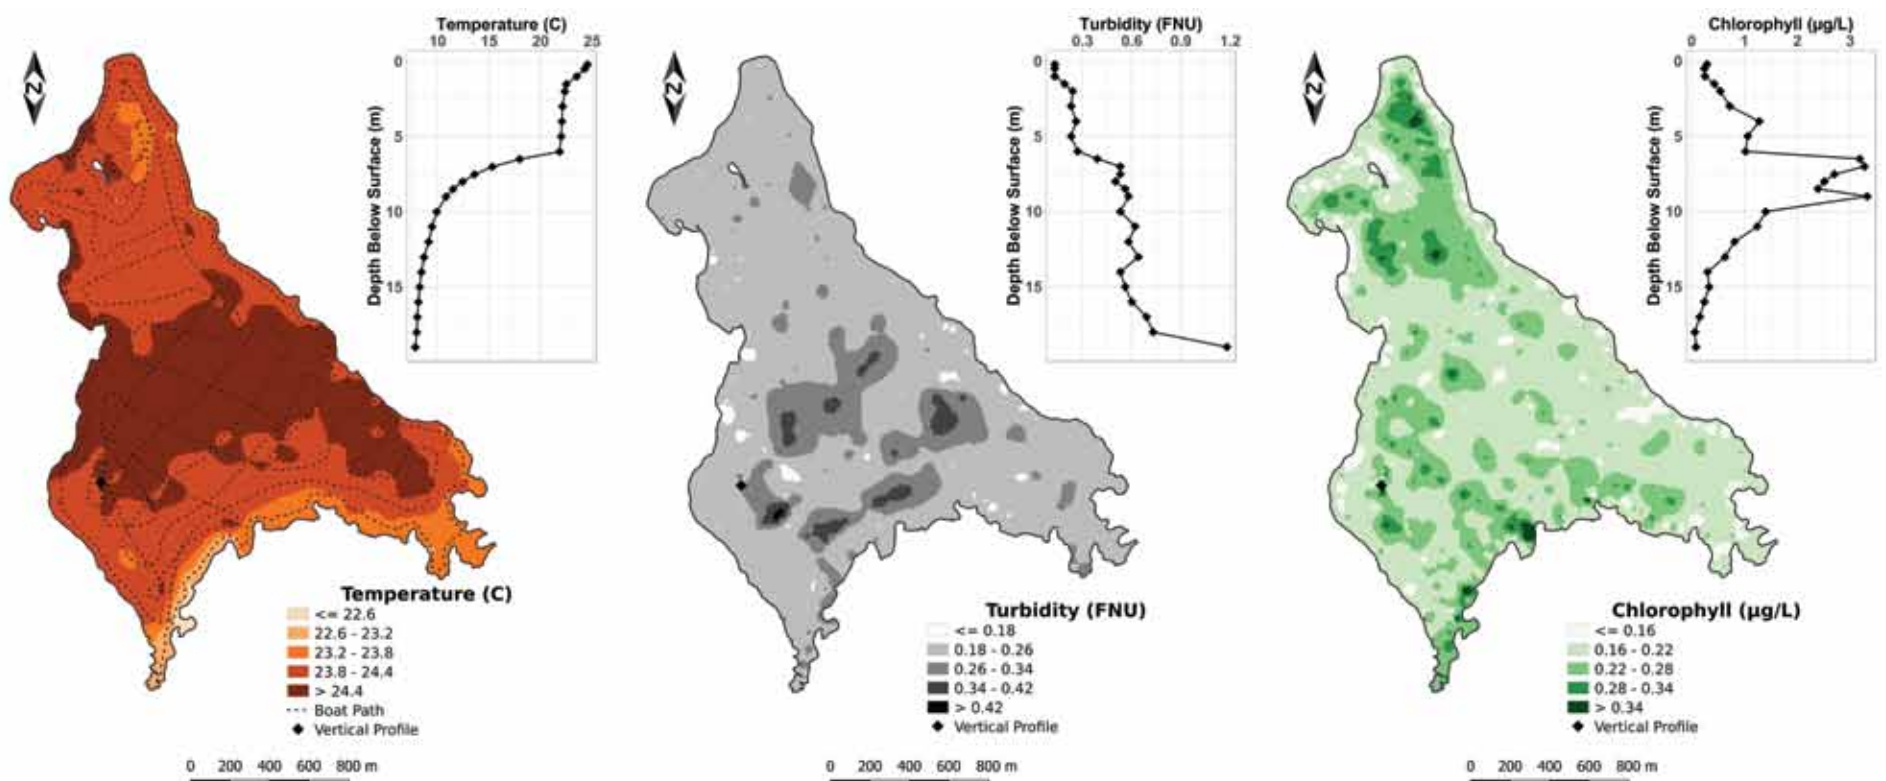 Temperature (C)
10 15 20 25
0
5
10
15
Depth Below Surface (m)
N
Temperature (C)
<= 22.6
22.6 - 23.2
23.2 - 23.8
23.8 - 24.4
> 24.4
Boat Path
Vertical Profile
0 200 400 600 800 m
Turbidity (FNU)
0.3 0.6 0.9 1.2
0
5
10
15
Depth Below Surface (m)
N
Turbidity (FNU)
<= 0.18
0.18 - 0.26
0.26 - 0.34
0.34 - 0.42
> 0.42
Vertical Profile
0 200 400 600 800 m
Chlorophyll (µg/L)
0 1 2 3
0
5
10
15
Depth Below Surface (m)
N
Chlorophyll (µg/L)
<= 0.16
0.16 - 0.22
0.22 - 0.28
0.28 - 0.34
> 0.34
Vertical Profile
0 200 400 600 800 m